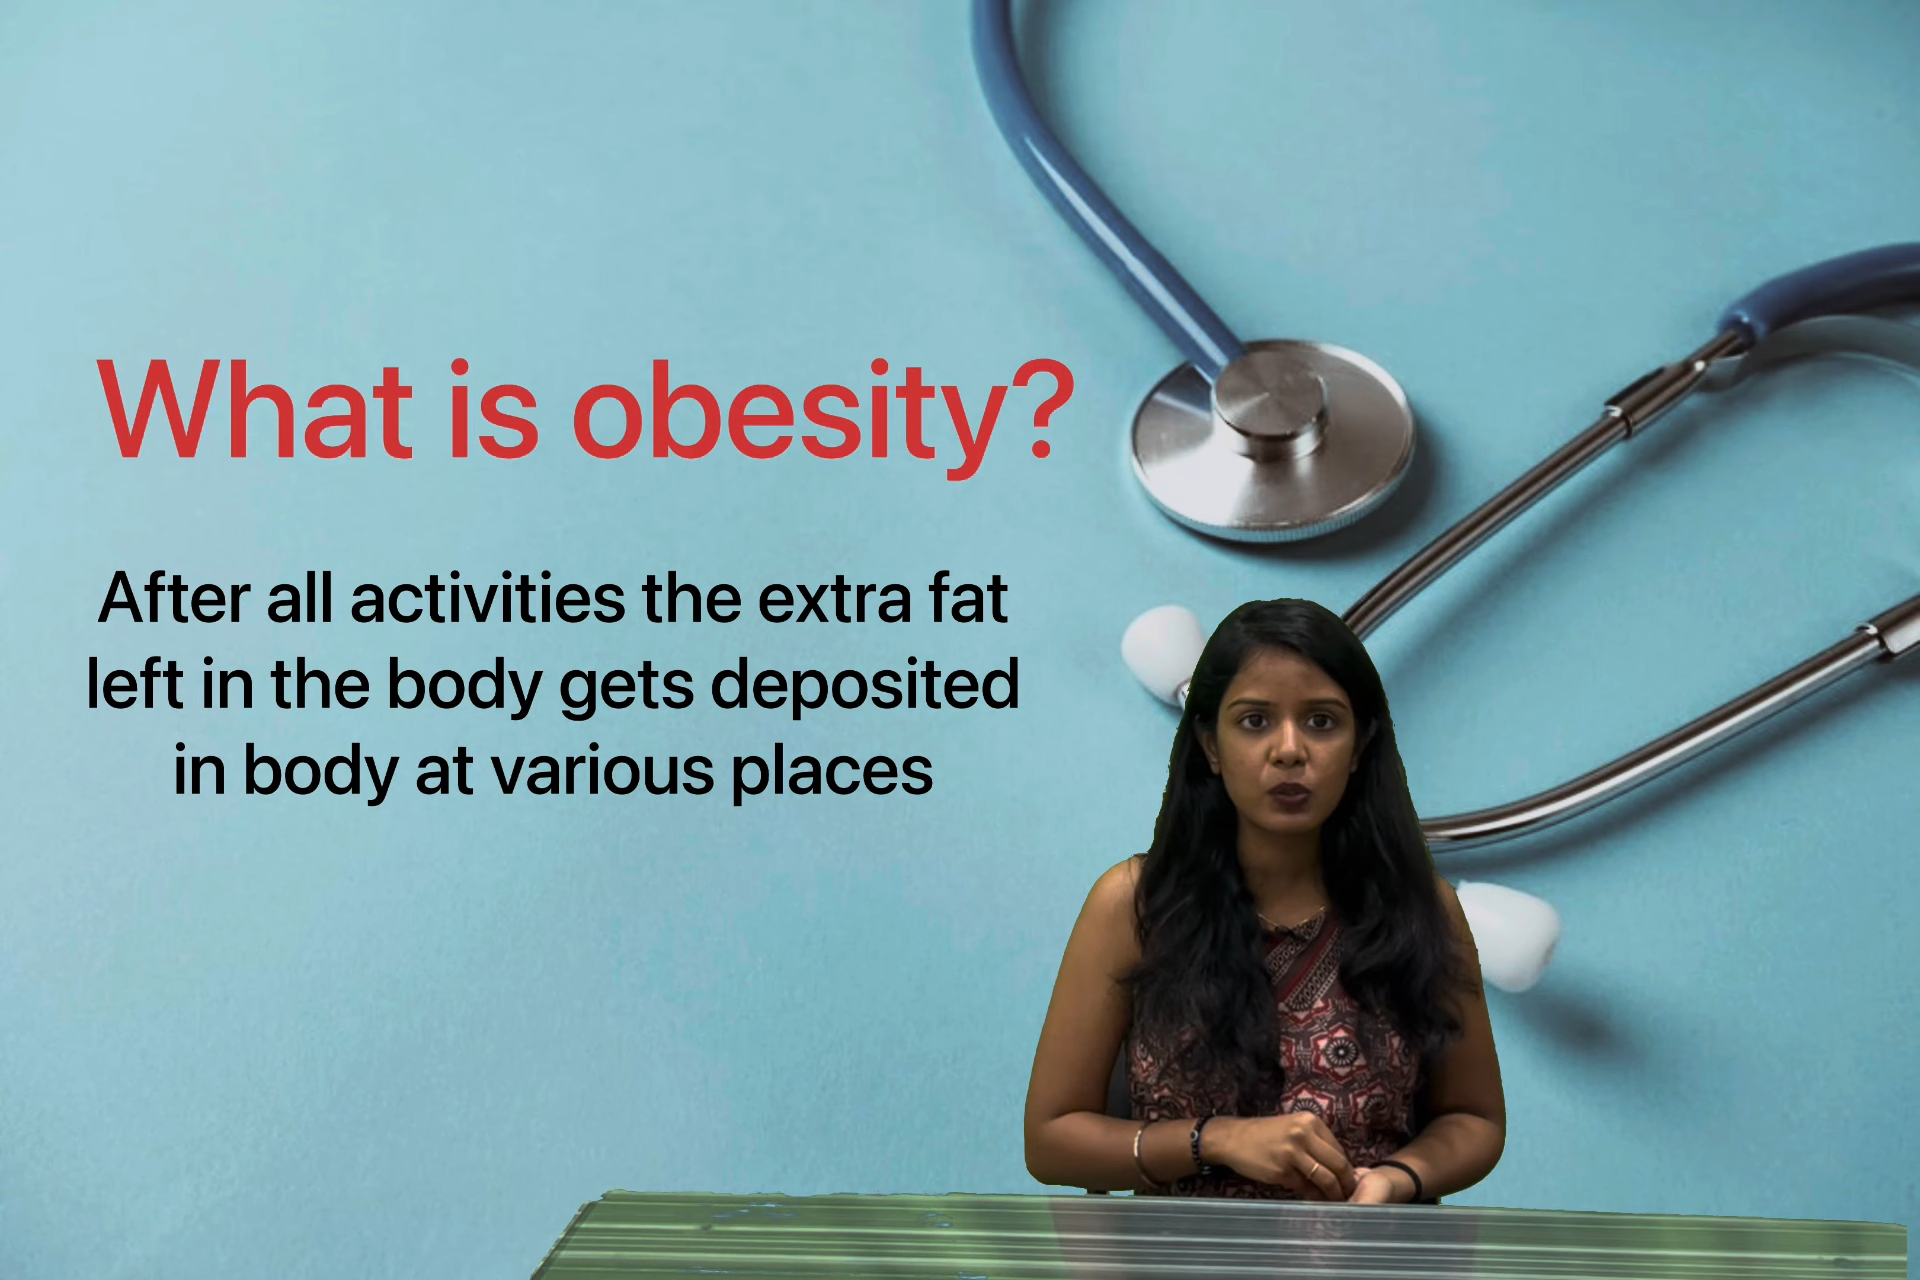 What is obesity?
After all activities the extra fat
left in the body gets deposited
in body at various places